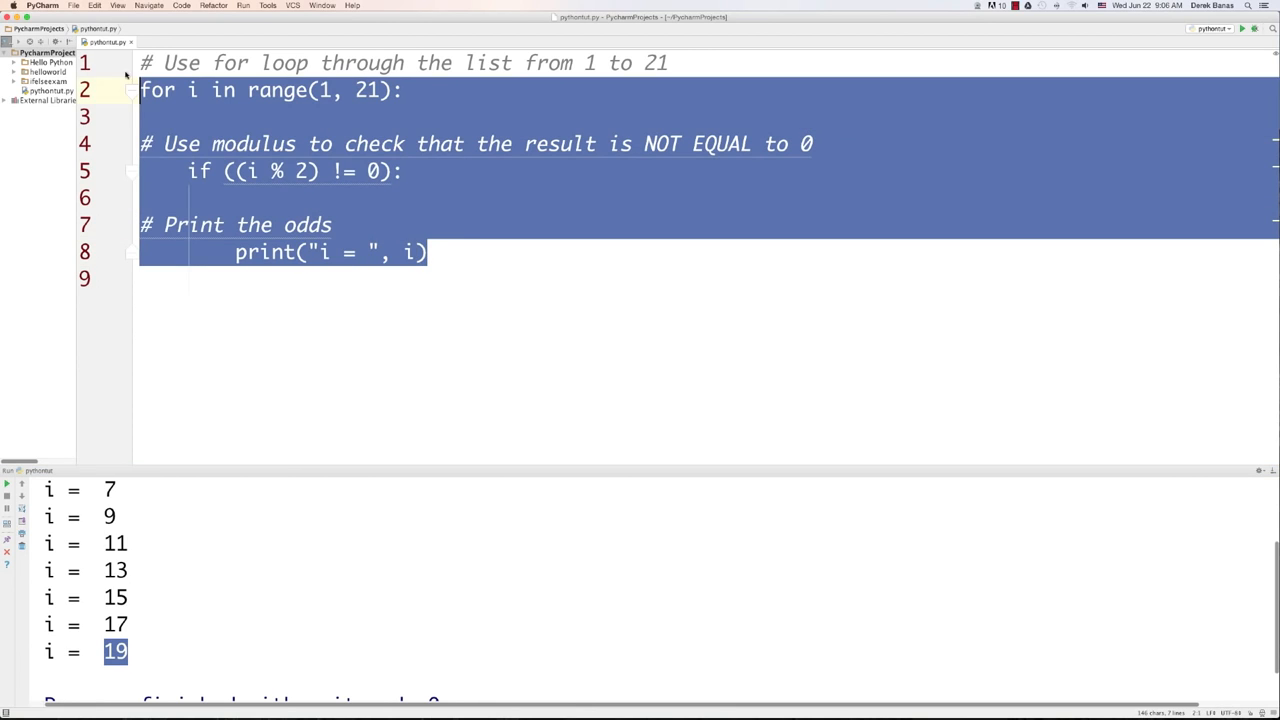 PyCharm File Edit View Navigate Code Refactor Run Tools VCS Window Help 10 Wed Jun 22 9:06 AM Derek Banas
pythontut.py - PycharmProjects - [~/PycharmProjects]
PycharmProjects pythontut.py pythontut
pythontut.py
PycharmProject
Hello Python
helloworld
ifelseexam
pythontut.py
External Librarie
1 # Use for loop through the list from 1 to 21
2 for i in range(1, 21):
3
4 # Use modulus to check that the result is NOT EQUAL to 0
5 if ((i % 2) != 0):
6
7 # Print the odds
8 print("i = ", i)
9
Run pythontut
i = 7
i = 9
i = 11
i = 13
i = 15
i = 17
i = 19
146 chars, 7 lines 2:1 LF UTF-8